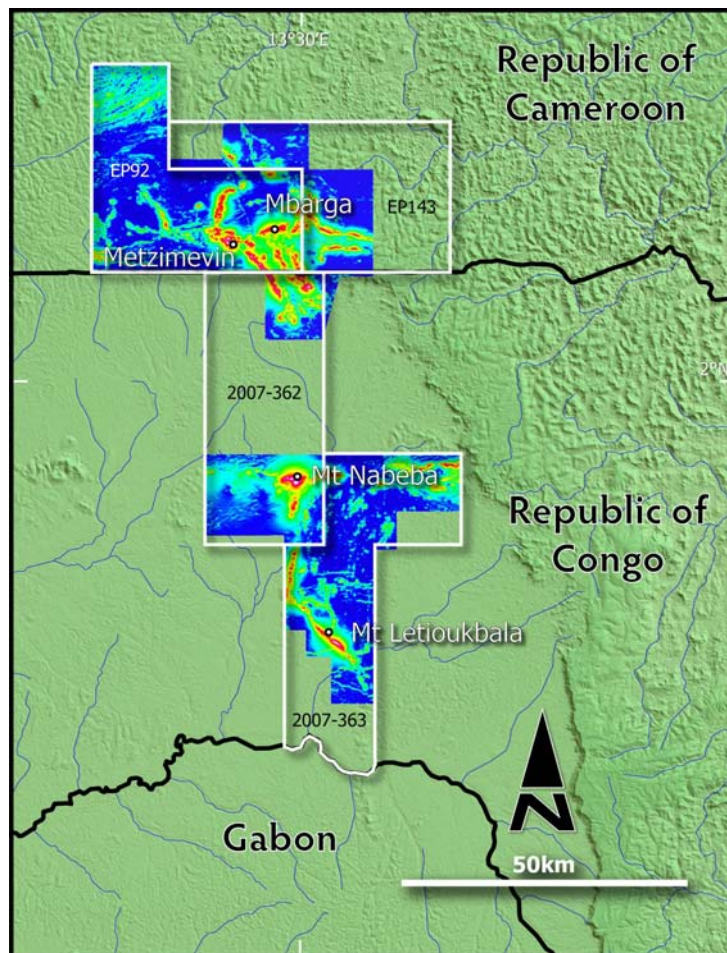 13°30'E
Republic of
Cameroon
EP92
Mbarga
EP143
Metzimevin
2°N
2007-362
Mt Nabeba
Republic of
Congo
Mt Letioukbala
2007-363
Gabon
N
50km